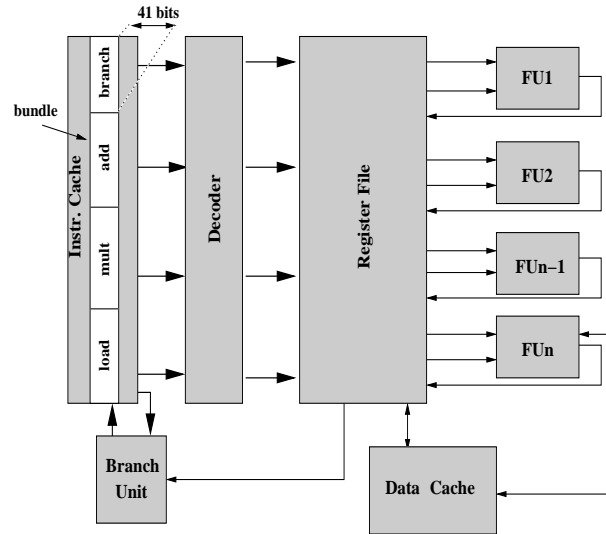 41 bits
bundle
Instr. Cache
branch
add
mult
load
Decoder
Register File
FU1
FU2
FUn−1
FUn
Branch
Unit
Data Cache